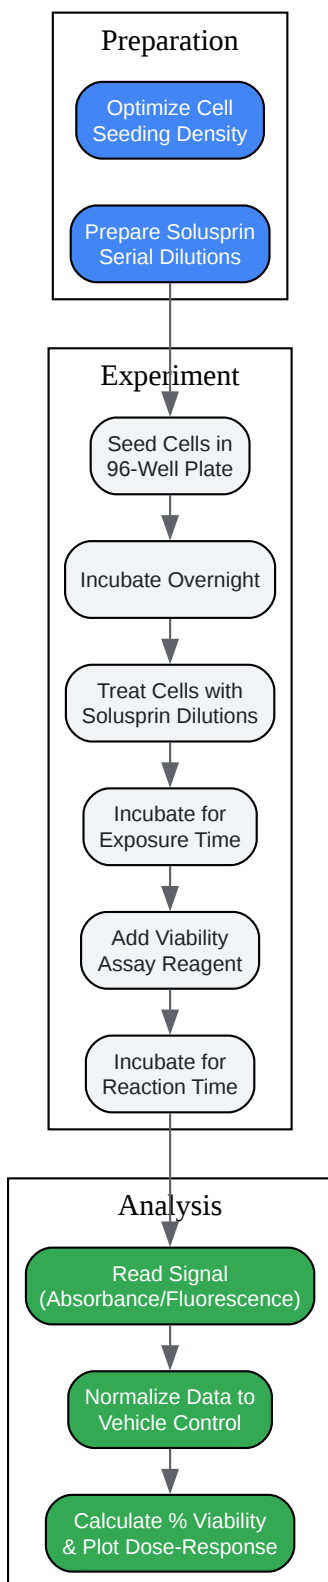 Preparation
Optimize Cell
Seeding Density
Prepare Solusprin
Serial Dilutions
Experiment
Seed Cells in
96-Well Plate
Incubate Overnight
Treat Cells with
Solusprin Dilutions
Incubate for
Exposure Time
Add Viability
Assay Reagent
Incubate for
Reaction Time
Analysis
Read Signal
(Absorbance/Fluorescence)
Normalize Data to
Vehicle Control
Calculate % Viability
& Plot Dose-Response